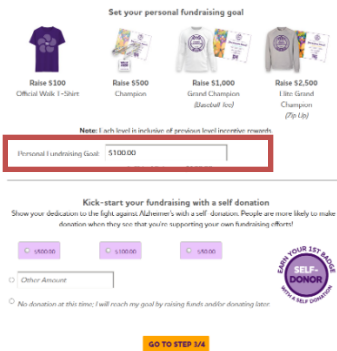 Set your personal fundraising goal
Raise $100
Official Walk T-Shirt
Raise $500
Champion
Raise $1,000
Grand Champion
(Baseball Tee)
Raise $2,500
Elite Grand
Champion
(Zip Up)
Note: Each level is inclusive of previous level incentive rewards.
Personal Fundraising Goal: $100.00
Kick-start your fundraising with a self donation
Show your dedication to the fight against Alzheimer's with a self-donation. People are more likely to make
donation when they see that you're supporting your own fundraising efforts!
$500.00
$100.00
$50.00
Other Amount
No donation at this time; I will reach my goal by raising funds and/or donating later.
EARN YOUR 1ST BADGE
SELF-
DONOR
WITH A SELF DONATION
GO TO STEP 3/4